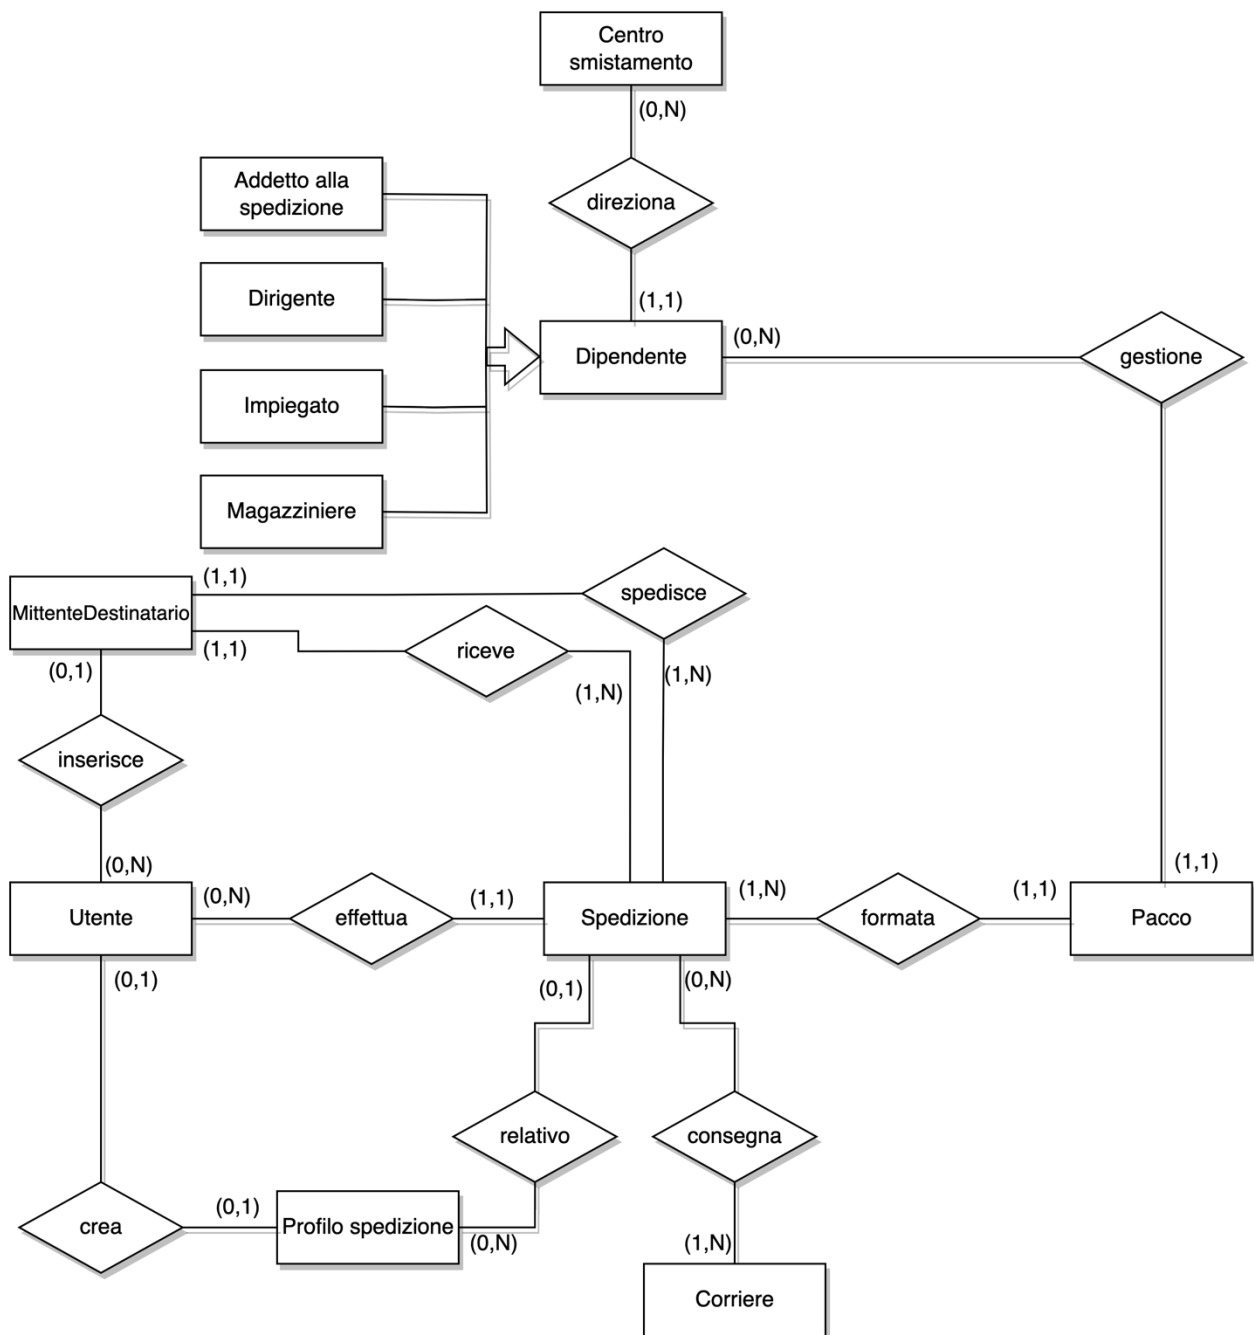 Centro
smistamento
(0,N)
direziona
(1,1)
Addetto alla
spedizione
Dirigente
Impiegato
Magazziniere
Dipendente
(0,N)
gestione
(1,1)
MittenteDestinatario
(1,1)
spedisce
(1,N)
(1,1)
riceve
(1,N)
(0,1)
inserisce
(0,N)
Utente
(0,N)
effettua
(1,1)
Spedizione
(1,N)
formata
(1,1)
Pacco
(0,1)
crea
(0,1)
Profilo spedizione
(0,N)
relativo
(0,1)
(0,N)
consegna
(1,N)
Corriere